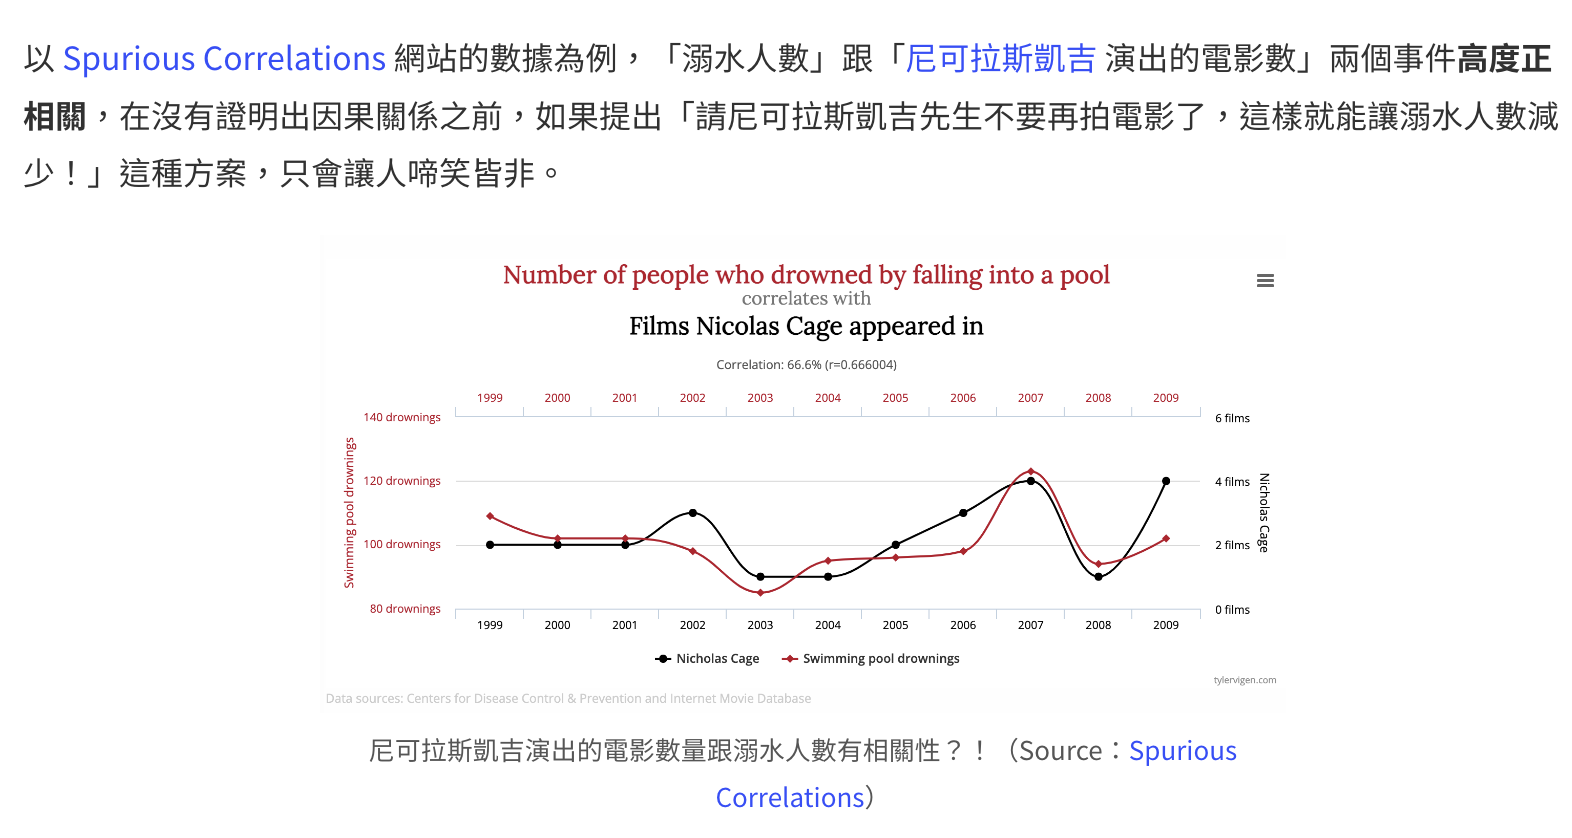 以 Spurious Correlations 網站的數據為例，「溺水人數」跟「尼可拉斯凱吉 演出的電影數」兩個事件高度正
相關，在沒有證明出因果關係之前，如果提出「請尼可拉斯凱吉先生不要再拍電影了，這樣就能讓溺水人數減
少！」這種方案，只會讓人啼笑皆非。
Number of people who drowned by falling into a pool
correlates with
Films Nicolas Cage appeared in
Correlation: 66.6% (r=0.666004)
1999 2000 2001 2002 2003 2004 2005 2006 2007 2008 2009
140 drownings 6 films
120 drownings 4 films
100 drownings 2 films
80 drownings 0 films
Swimming pool drownings
Nicholas Cage
1999 2000 2001 2002 2003 2004 2005 2006 2007 2008 2009
Nicholas Cage Swimming pool drownings
tylervigen.com
Data sources: Centers for Disease Control & Prevention and Internet Movie Database
尼可拉斯凱吉演出的電影數量跟溺水人數有相關性？！（Source：Spurious
Correlations）